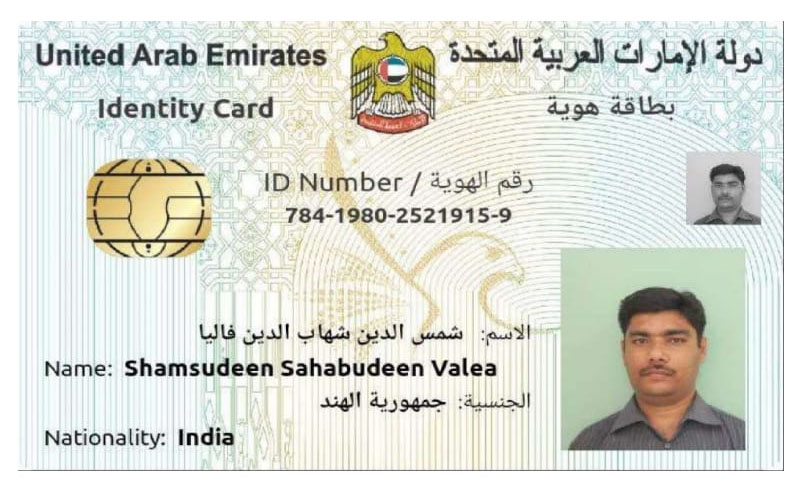 United Arab Emirates
دولة الإمارات العربية المتحدة
Identity Card
بطاقة هوية
ID Number / رقم الهوية
784-1980-2521915-9
الاسم: شمس الدين شهاب الدين فاليا
Name: Shamsudeen Sahabudeen Valea
الجنسية: جمهورية الهند
Nationality: India